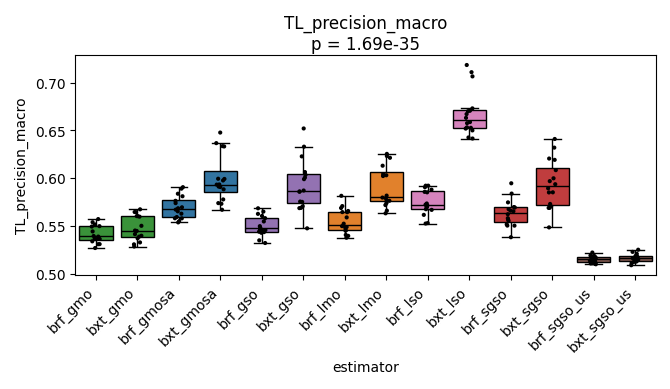 TL_precision_macro
p = 1.69e-35
TL_precision_macro
0.70
0.65
0.60
0.55
0.50
brf_gmo
bxt_gmo
brf_gmosa
bxt_gmosa
brf_gso
bxt_gso
brf_lmo
bxt_lmo
brf_lso
bxt_lso
brf_sgso
bxt_sgso
brf_sgso_us
bxt_sgso_us
estimator